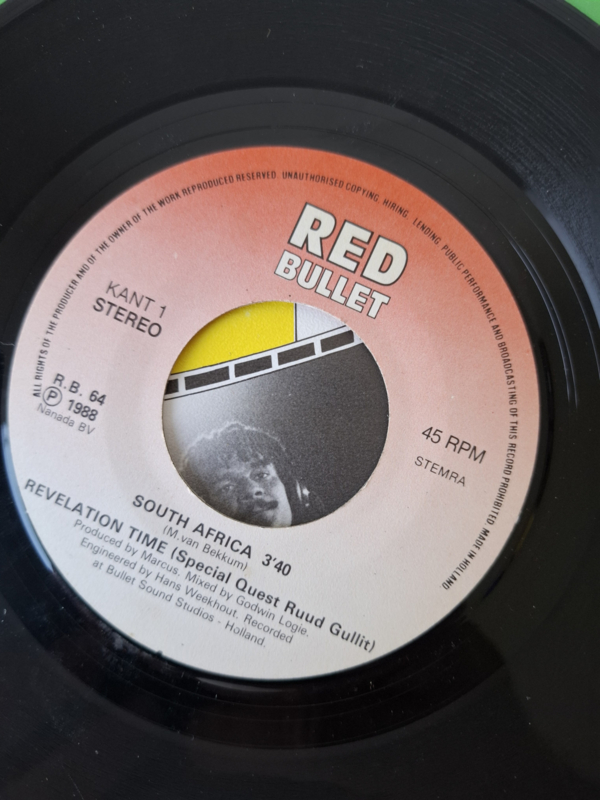 ALL RIGHTS OF THE PRODUCER AND OF THE OWNER OF THE WORK REPRODUCED RESERVED. UNAUTHORISED COPYING. HIRING. LENDING. PUBLIC PERFORMANCE AND BROADCASTING OF THIS RECORD PROHIBITED. MADE IN HOLLAND
RED
BULLET
KANT 1
STEREO
R.B. 64
Ⓟ 1988
Nanada BV
45 RPM
STEMRA
SOUTH AFRICA 3'40
(M.van Bekkum)
REVELATION TIME (Special Quest Ruud Gullit)
Produced by Marcus. Mixed by Godwin Logie.
Engineered by Hans Weekhout. Recorded
at Bullet Sound Studios - Holland.